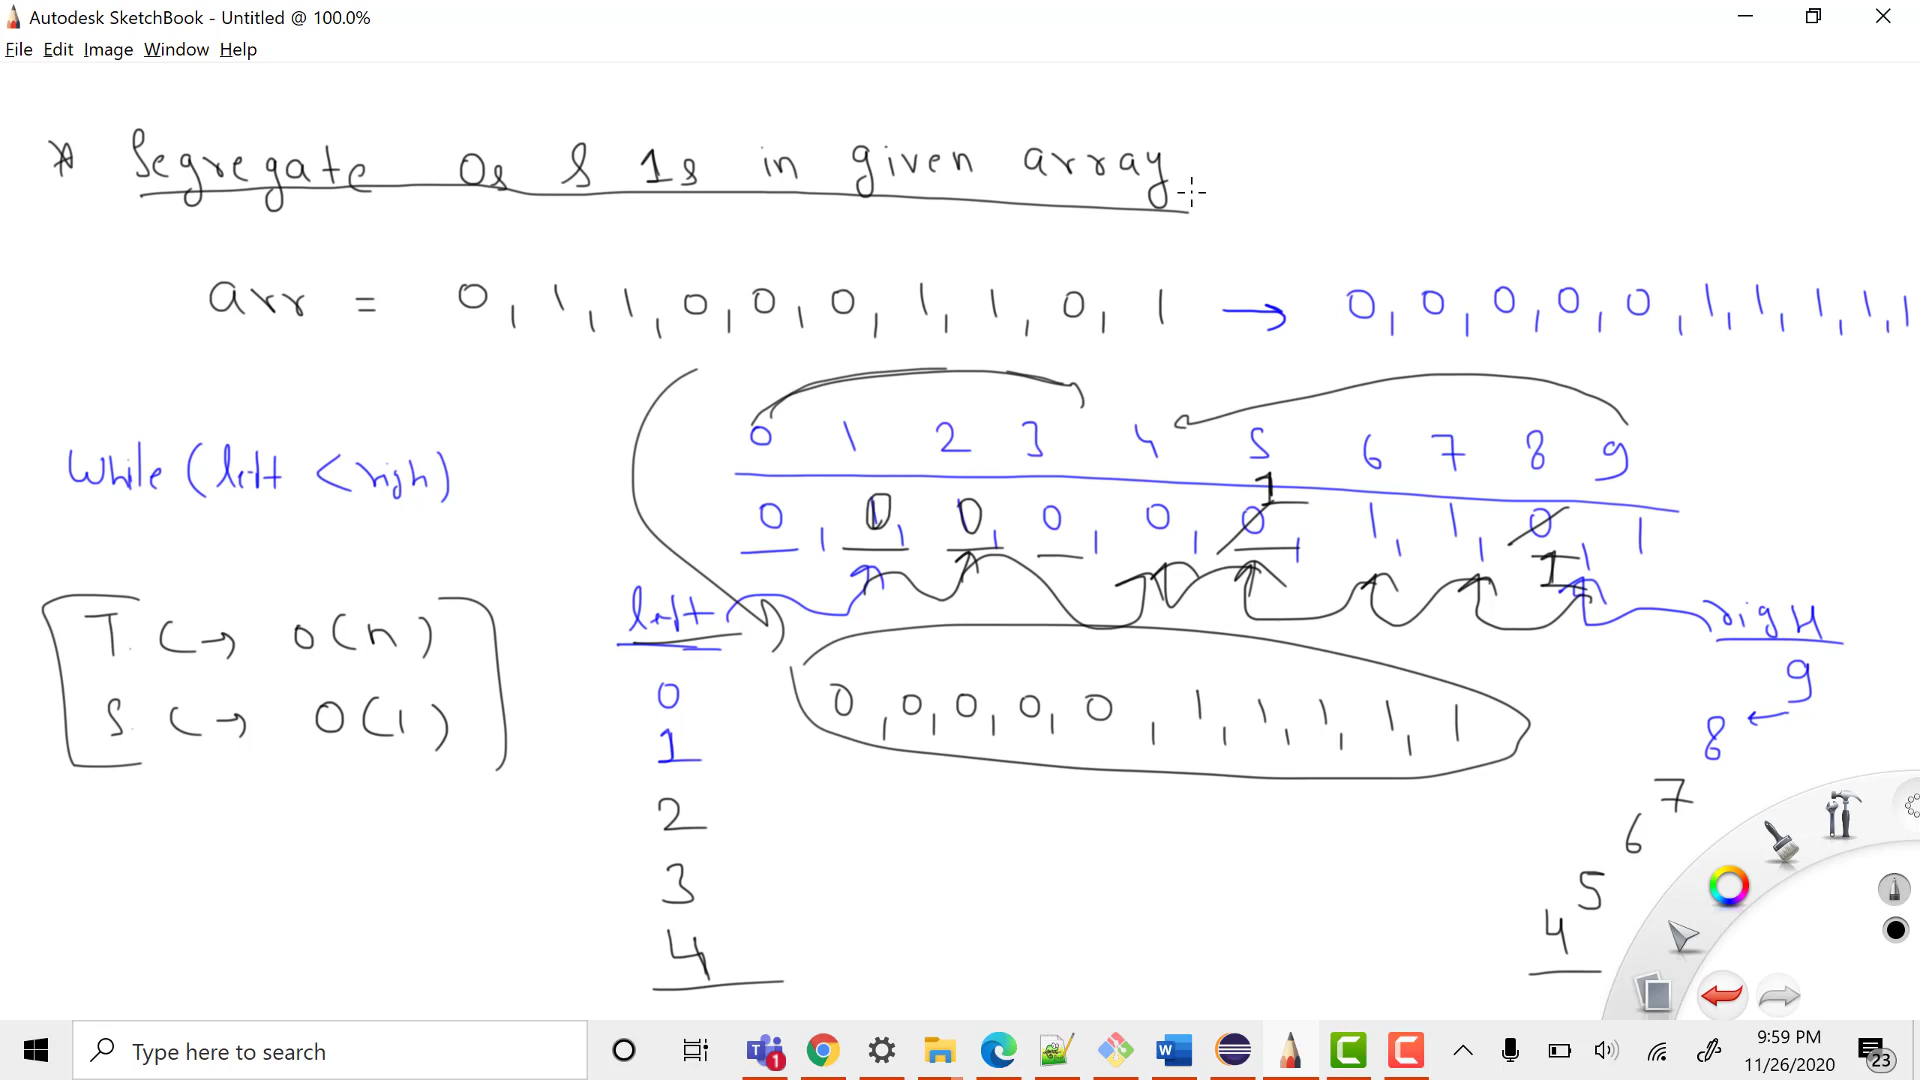 Autodesk SketchBook - Untitled @ 100.0%
File Edit Image Window Help
* Segregate 0s & 1s in given array
arr = 0, 1, 1, 0, 0, 0, 1, 1, 0, 1 → 0, 0, 0, 0, 0, 1, 1, 1, 1, 1
0 1 2 3 4 5 6 7 8 9
While (left < righ)
1
0, 0, 0, 0, 0, 0, 1, 1, 0, 1
1
left
right
T. C → O(n)
S. C → O(1)
0
9
0, 0, 0, 0, 0, 1, 1, 1, 1, 1
1
8
2
7
6
3
5
4
4
Type here to search
1
W
C
C
9:59 PM
11/26/2020
23